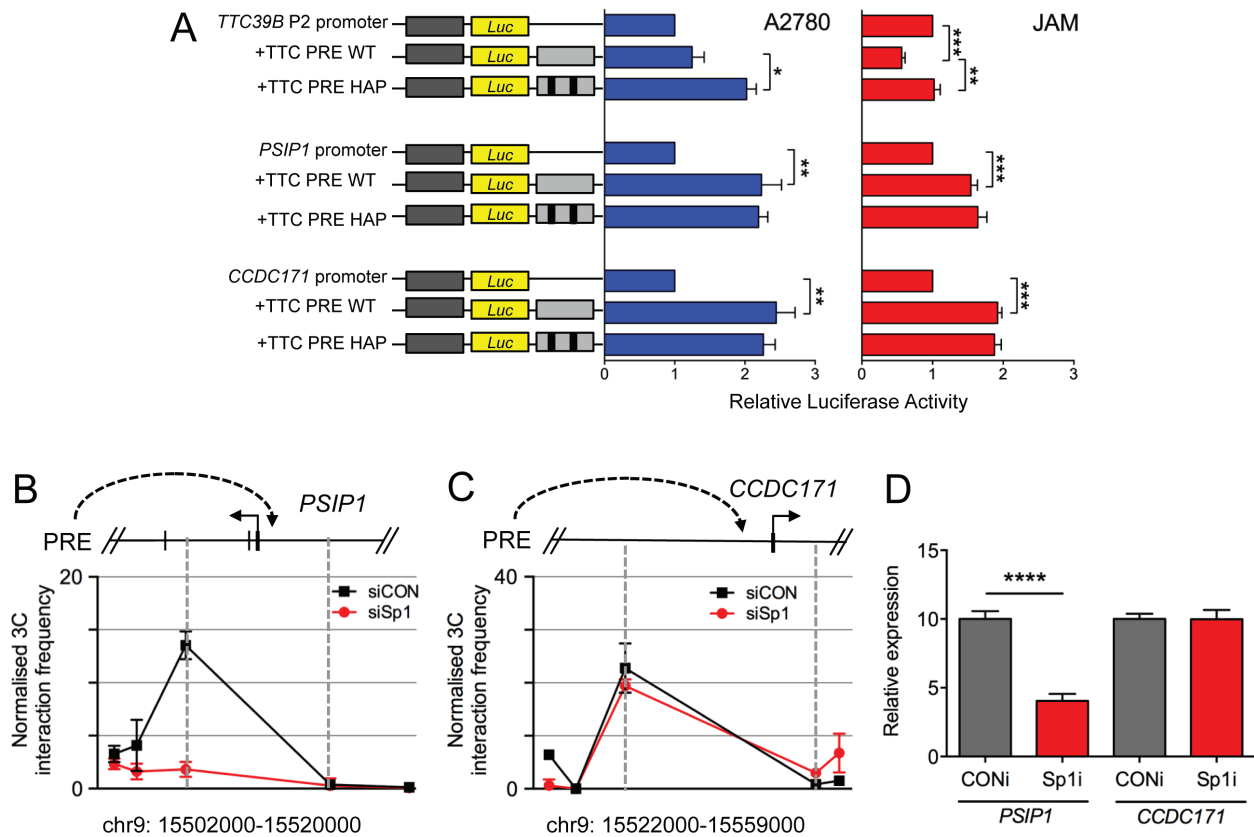 A
A2780
JAM
TTC39B P2 promoter
Luc
+TTC PRE WT
Luc
*
***
+TTC PRE HAP
Luc
**
PSIP1 promoter
Luc
+TTC PRE WT
Luc
**
***
+TTC PRE HAP
Luc
CCDC171 promoter
Luc
+TTC PRE WT
Luc
**
***
+TTC PRE HAP
Luc
0 1 2 3
0 1 2 3
Relative Luciferase Activity
B
PSIP1
PRE
20
0
siCON
siSp1
Normalised 3C
interaction frequency
chr9: 15502000-15520000
C
CCDC171
PRE
40
0
siCON
siSp1
Normalised 3C
interaction frequency
chr9: 15522000-15559000
D
Relative expression
15
10
5
0
****
CONi Sp1i CONi Sp1i
PSIP1 CCDC171